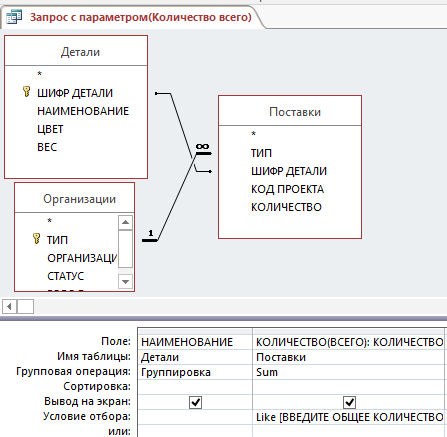 Запрос с параметром(Количество всего)
Детали
*
ШИФР ДЕТАЛИ
НАИМЕНОВАНИЕ
ЦВЕТ
ВЕС
Поставки
*
ТИП
ШИФР ДЕТАЛИ
КОД ПРОЕКТА
КОЛИЧЕСТВО
∞
1
Организации
*
ТИП
ОРГАНИЗАЦИ
СТАТУС
Поле: НАИМЕНОВАНИЕ КОЛИЧЕСТВО(ВСЕГО): КОЛИЧЕСТВО
Имя таблицы: Детали Поставки
Групповая операция: Группировка Sum
Сортировка:
Вывод на экран:
Условие отбора: Like [ВВЕДИТЕ ОБЩЕЕ КОЛИЧЕСТВО
или: